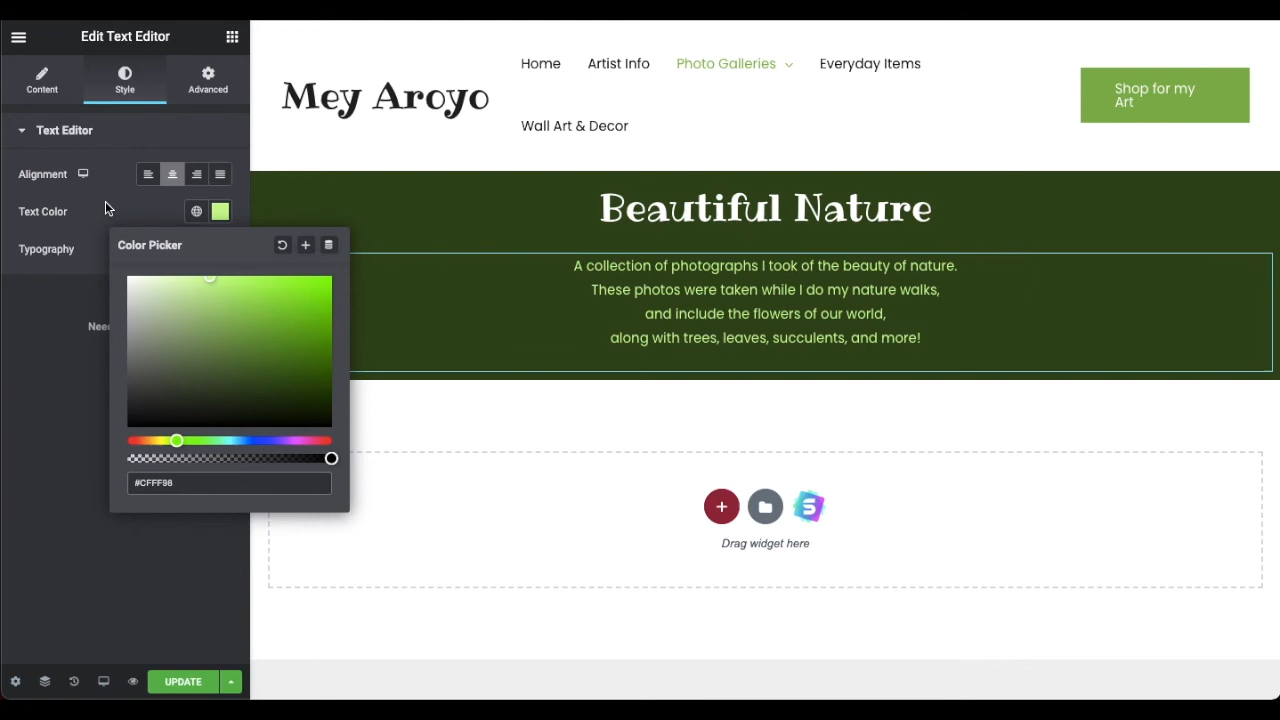 Edit Text Editor
Content
Style
Advanced
Text Editor
Alignment
Text Color
Typography
Color Picker
#CFFF98
UPDATE
Mey Aroyo
Home
Artist Info
Photo Galleries
Everyday Items
Wall Art & Decor
Shop for my
Art
Beautiful Nature
A collection of photographs I took of the beauty of nature.
These photos were taken while I do my nature walks,
and include the flowers of our world,
along with trees, leaves, succulents, and more!
Drag widget here